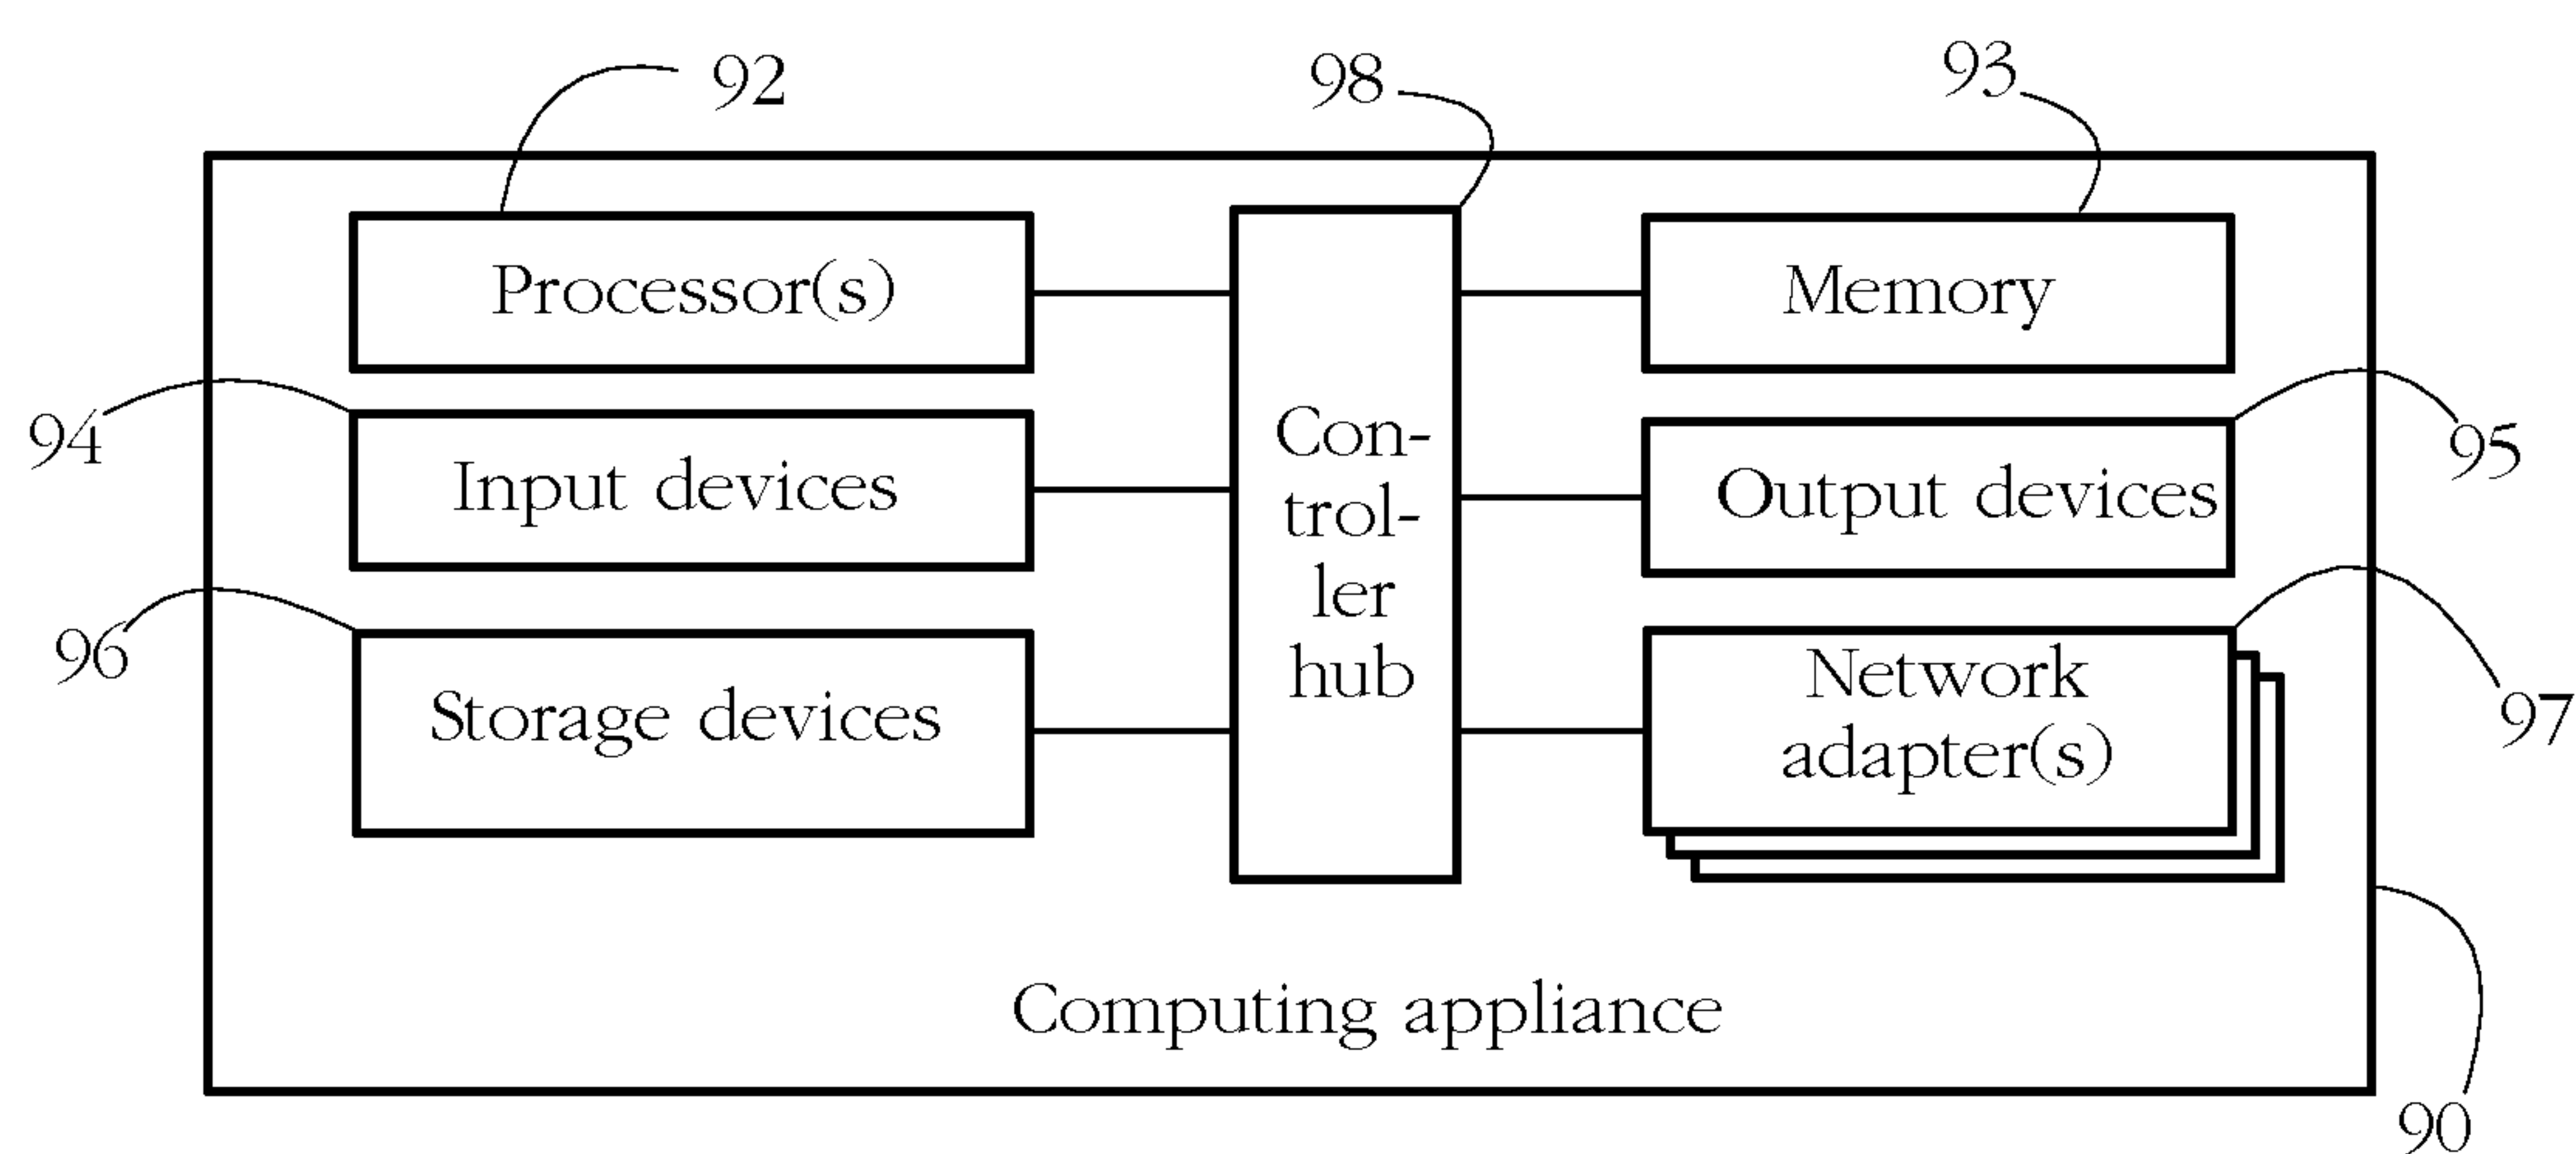 92
98
93
Processor(s)
Memory
94
Input devices
Con-
trol-
ler
hub
Output devices
95
96
Storage devices
Network
adapter(s)
97
Computing appliance
90